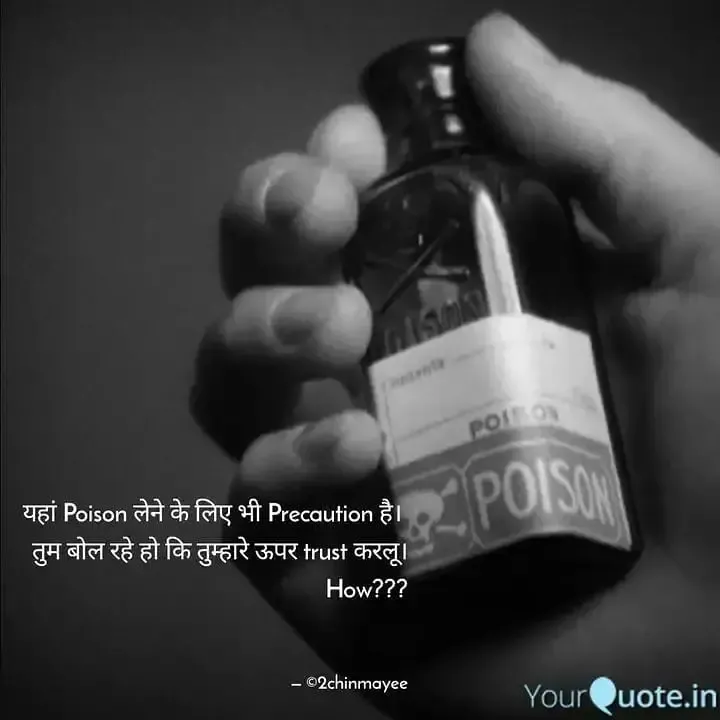 POISON
POISON
यहां Poison लेने के लिए भी Precaution है।
तुम बोल रहे हो कि तुम्हारे ऊपर trust करलू।
How???
– ©2chinmayee
YourQuote.in